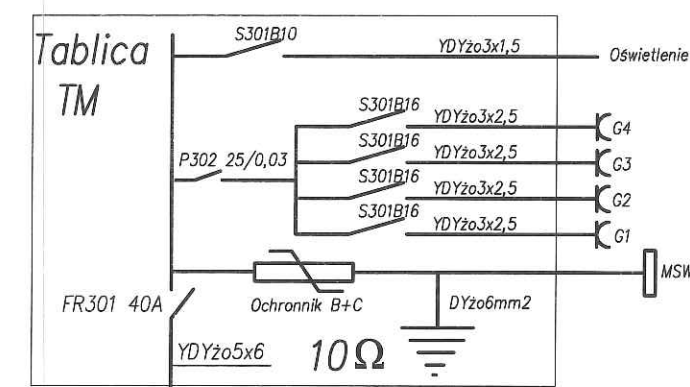 Tablica
TM
S301B10
YDYżo3x1,5
Oświetlenie
S301B16
YDYżo3x2,5
G4
S301B16
YDYżo3x2,5
G3
P302 25/0,03
S301B16
YDYżo3x2,5
G2
S301B16
YDYżo3x2,5
G1
MSW
FR301 40A
Ochronnik B+C
DYżo6mm2
YDYżo5x6
10Ω